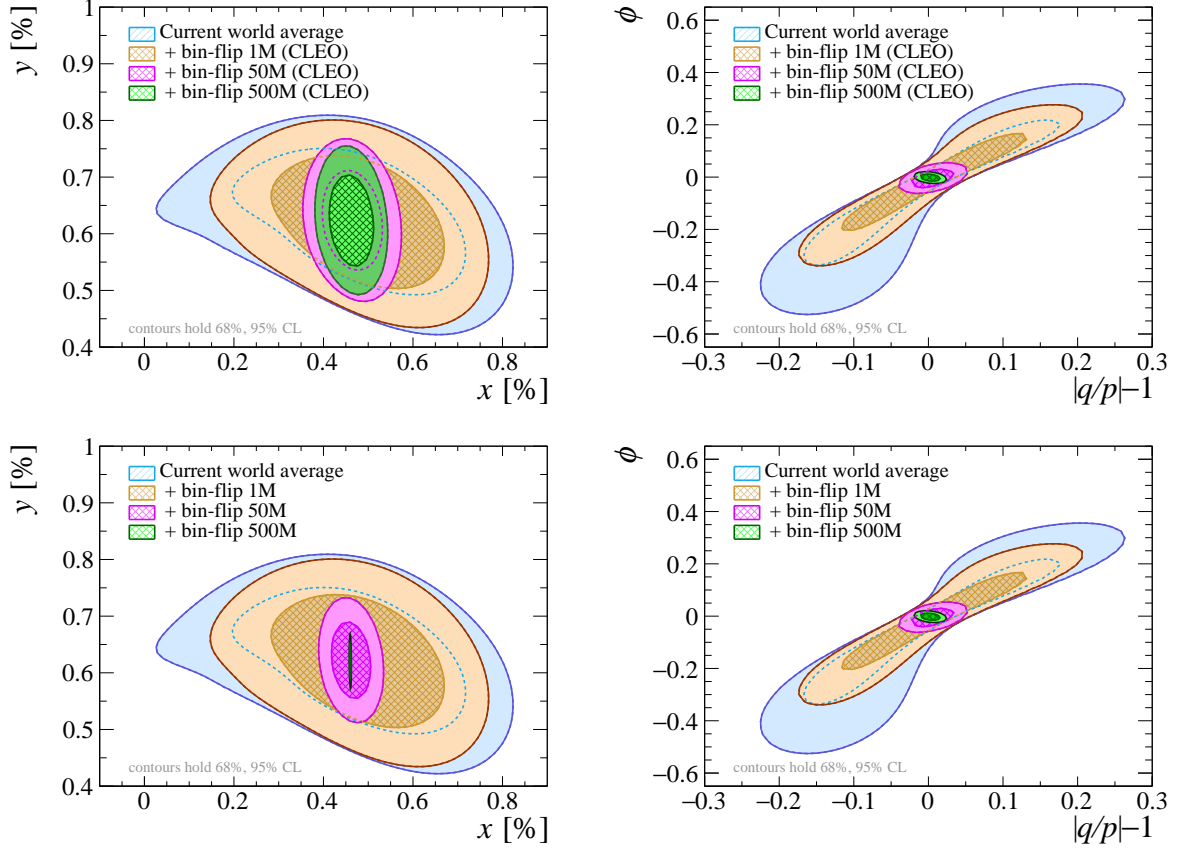 y [%]
1
0.9
0.8
0.7
0.6
0.5
0.4
Current world average
+ bin-flip 1M (CLEO)
+ bin-flip 50M (CLEO)
+ bin-flip 500M (CLEO)
contours hold 68%, 95% CL
0 0.2 0.4 0.6 0.8
x [%]
ϕ
0.6
0.4
0.2
0
−0.2
−0.4
−0.6
Current world average
+ bin-flip 1M (CLEO)
+ bin-flip 50M (CLEO)
+ bin-flip 500M (CLEO)
contours hold 68%, 95% CL
−0.3 −0.2 −0.1 0 0.1 0.2 0.3
|q/p|−1
y [%]
1
0.9
0.8
0.7
0.6
0.5
0.4
Current world average
+ bin-flip 1M
+ bin-flip 50M
+ bin-flip 500M
contours hold 68%, 95% CL
0 0.2 0.4 0.6 0.8
x [%]
ϕ
0.6
0.4
0.2
0
−0.2
−0.4
−0.6
Current world average
+ bin-flip 1M
+ bin-flip 50M
+ bin-flip 500M
contours hold 68%, 95% CL
−0.3 −0.2 −0.1 0 0.1 0.2 0.3
|q/p|−1